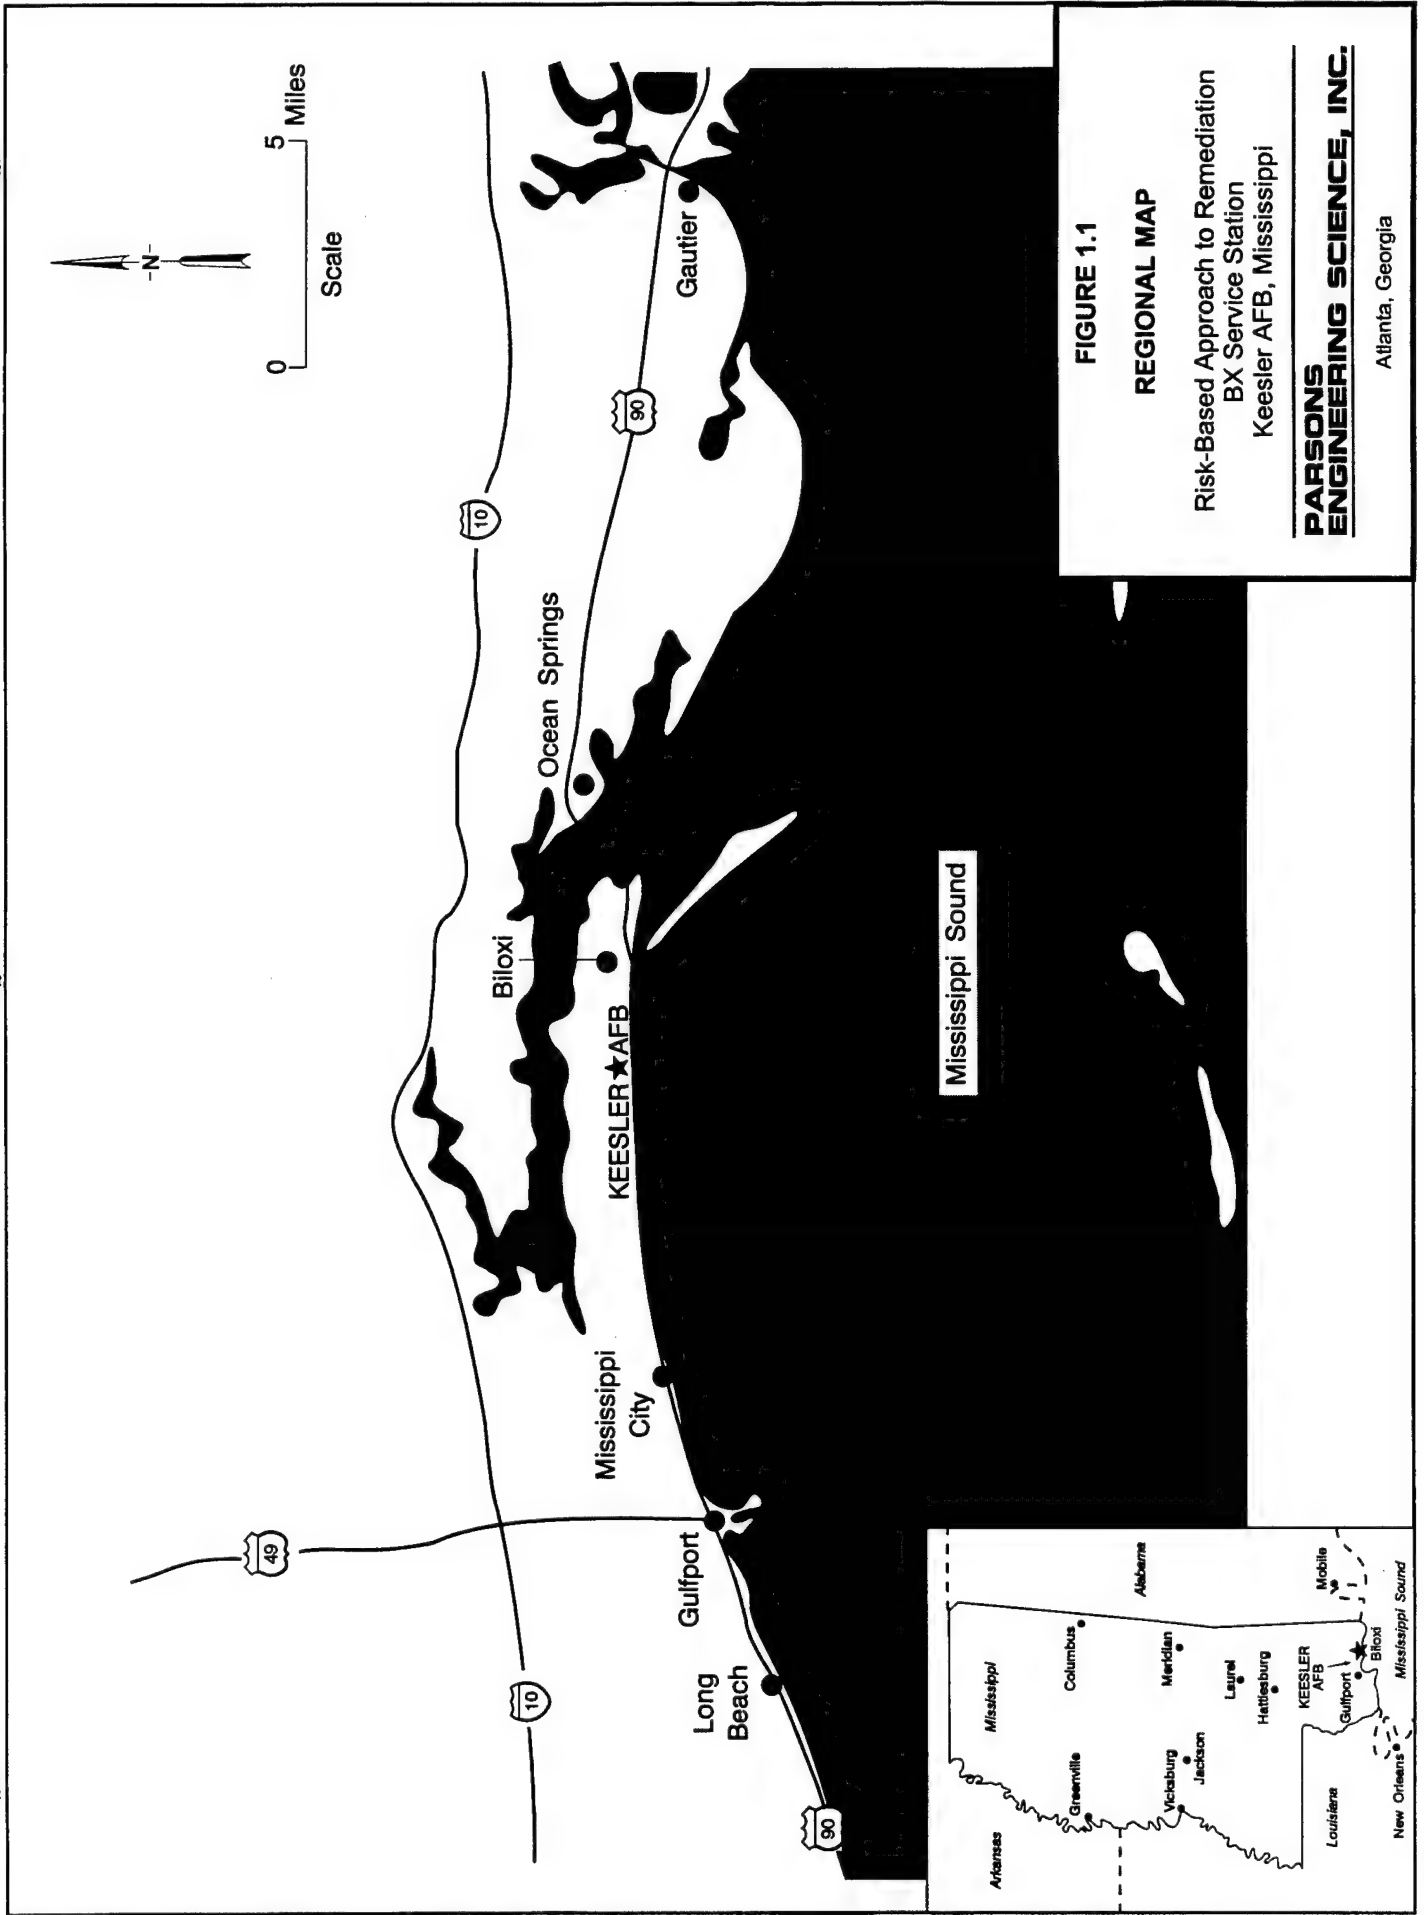 0 5 Miles
Scale
-N-
49
10
10
90
90
Biloxi
Ocean Springs
KEESLER★AFB
Mississippi
City
Gulfport
Long
Beach
Gautier
Mississippi Sound
Arkansas
Mississippi
Alabama
Greenville
Columbus
Vicksburg
Jackson
Meridian
Laurel
Hattiesburg
KEESLER
AFB
Gulfport
Biloxi
Mobile
Louisiana
New Orleans
Mississippi Sound
FIGURE 1.1
REGIONAL MAP
Risk-Based Approach to Remediation
BX Service Station
Keesler AFB, Mississippi
PARSONS
ENGINEERING SCIENCE, INC.
Atlanta, Georgia